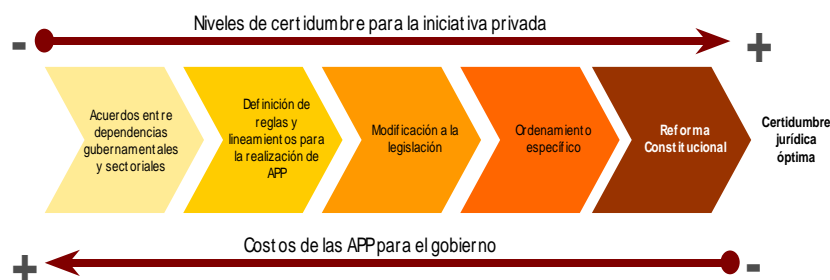 Niveles de certidumbre para la iniciativa privada
- +
Acuerdos entre
dependencias
gubernamentales
y sectoriales
Definición de
reglas y
lineamientos para
la realización de
APP
Modificación a la
legislación
Ordenamiento
específico
Reforma
Constitucional
Certidumbre
jurídica
óptima
Costos de las APP para el gobierno
+ -